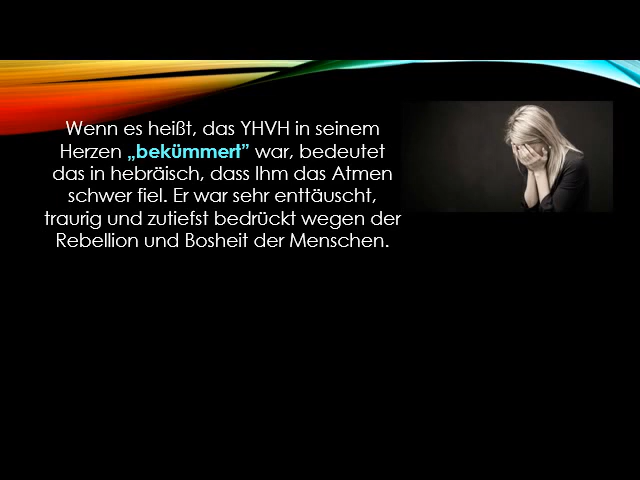 Wenn es heißt, das YHVH in seinem
Herzen „bekümmert” war, bedeutet
das in hebräisch, dass Ihm das Atmen
schwer fiel. Er war sehr enttäuscht,
traurig und zutiefst bedrückt wegen der
Rebellion und Bosheit der Menschen.